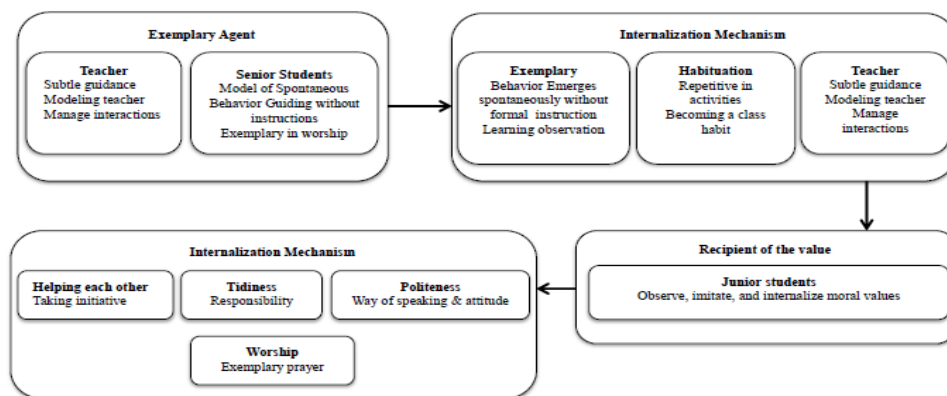 Exemplary Agent
Teacher
Subtle guidance
Modeling teacher
Manage interactions
Senior Students
Model of Spontaneous
Behavior Guiding without
instructions
Exemplary in worship
Internalization Mechanism
Exemplary
Behavior Emerges
spontaneously without
formal instruction
Learning observation
Habituation
Repetitive in
activities
Becoming a class
habit
Teacher
Subtle guidance
Modeling teacher
Manage
interactions
Recipient of the value
Junior students
Observe, imitate, and internalize moral values
Internalization Mechanism
Helping each other
Taking initiative
Tidiness
Responsibility
Politeness
Way of speaking & attitude
Worship
Exemplary prayer